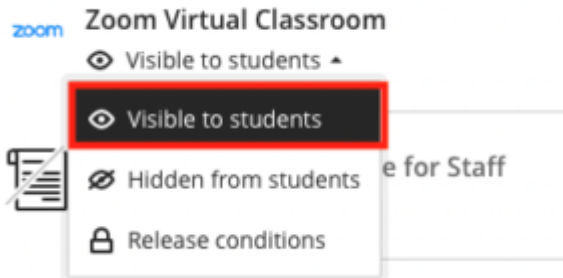 zoom
Zoom Virtual Classroom
Visible to students
Visible to students
e for Staff
Hidden from students
Release conditions